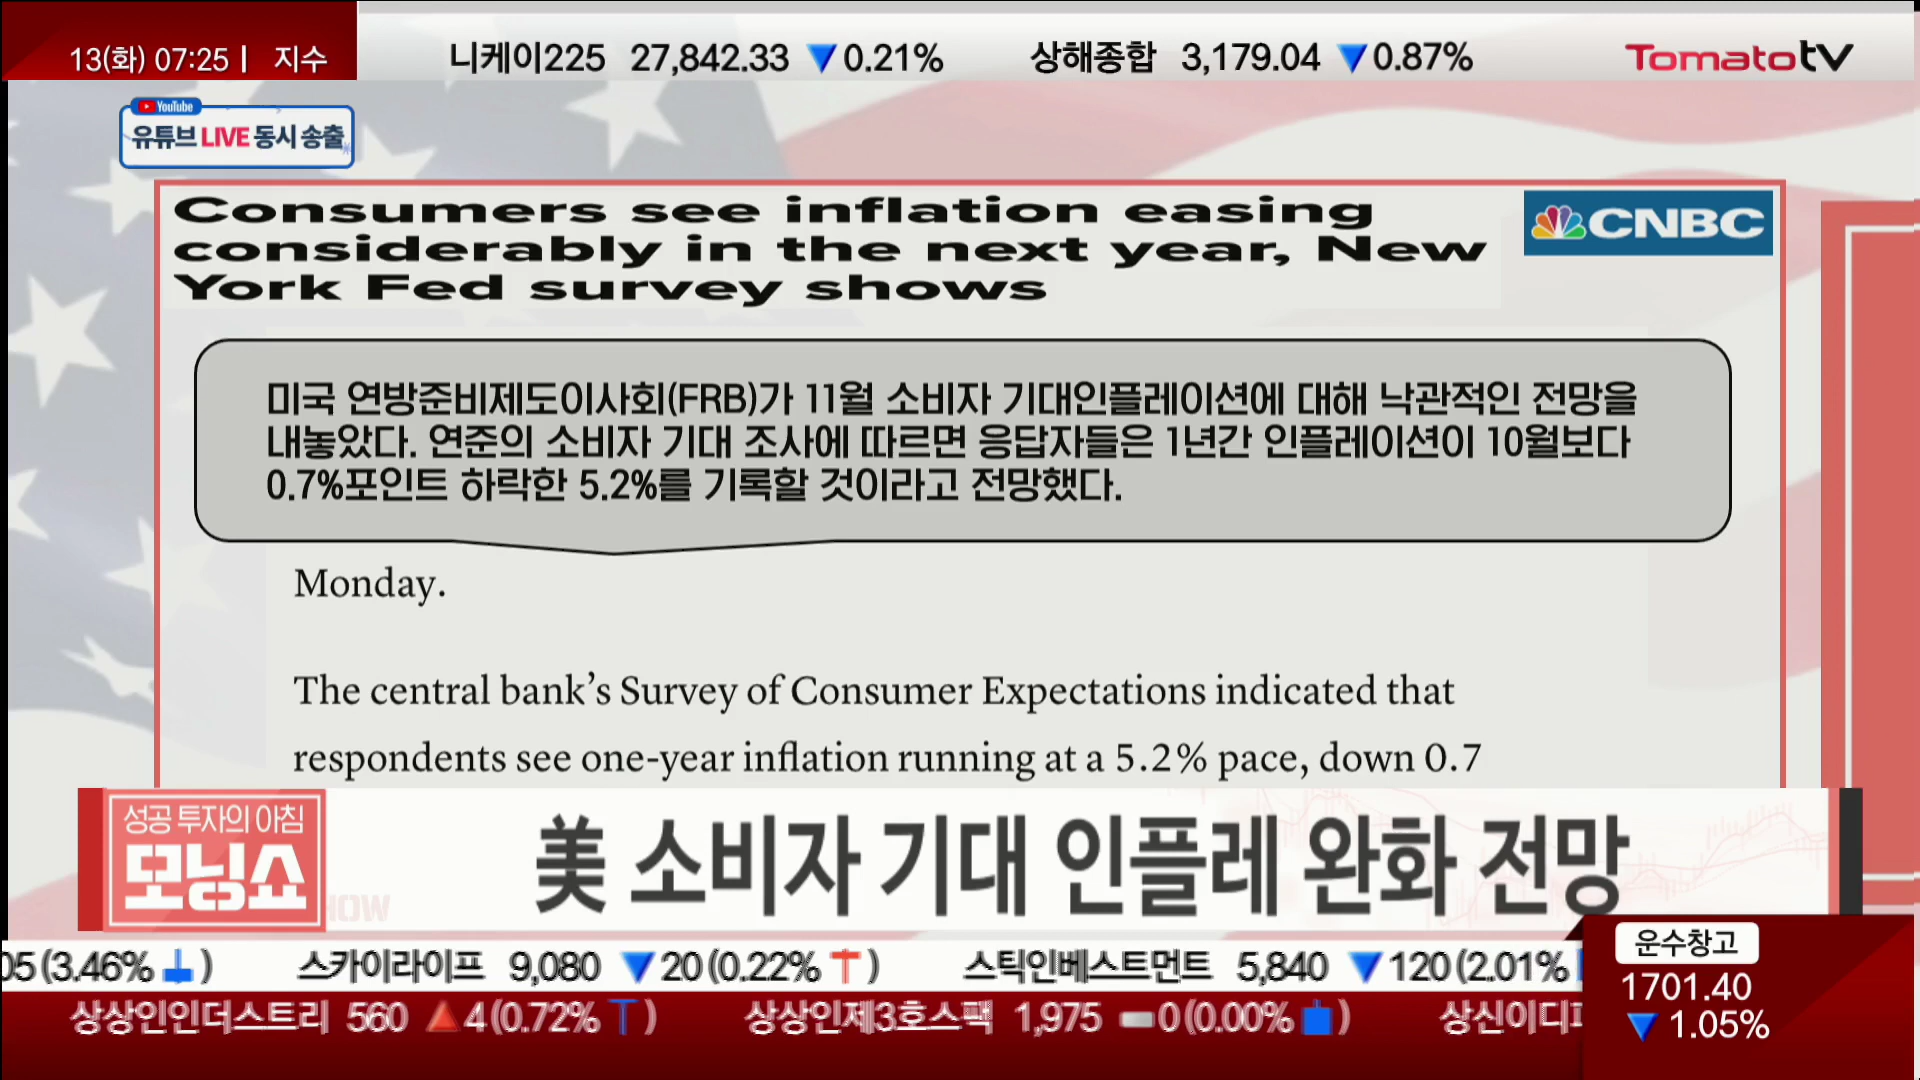 13(화) 07:25 | 지수 니케이225 27,842.33 ▼0.21% 상해종합 3,179.04 ▼0.87% Tomato tv
YouTube
유튜브 LIVE 동시 송출
Consumers see inflation easing
considerably in the next year, New
York Fed survey shows
CNBC
미국 연방준비제도이사회(FRB)가 11월 소비자 기대인플레이션에 대해 낙관적인 전망을
내놓았다. 연준의 소비자 기대 조사에 따르면 응답자들은 1년간 인플레이션이 10월보다
0.7%포인트 하락한 5.2%를 기록할 것이라고 전망했다.
Monday.
The central bank’s Survey of Consumer Expectations indicated that
respondents see one-year inflation running at a 5.2% pace, down 0.7
성공 투자의 아침
모닝쇼
美 소비자 기대 인플레 완화 전망
05 (3.46% ) 스카이라이프 9,080 ▼20 (0.22% ) 스틱인베스트먼트 5,840 ▼120 (2.01%
상상인인더스트리 560 ▲4 (0.72% ) 상상인제3호스팩 1,975 0 (0.00% ) 상신이디
운수창고
1701.40
▼ 1.05%